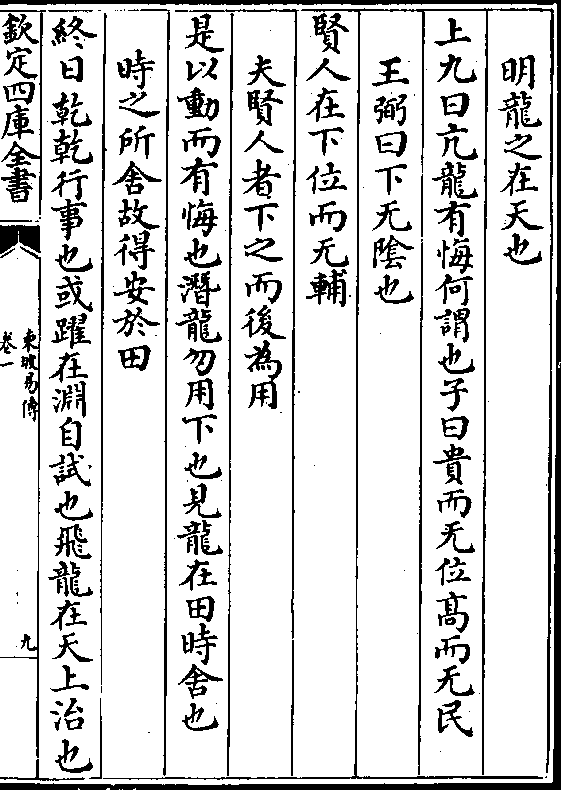 明龍之在天也
上九曰亢龍有悔何謂也子曰貴而无位髙而无民
王弼曰下无陰也
賢人在下位而无輔
夫賢人者下之而後為用
是以動而有悔也潛龍勿用下也見龍在田時舍也
時之所舍故得安於田
終日乾乾行事也或躍在淵自試也飛龍在天上治也
欽定四庫全書
東坡易傳
卷一
九